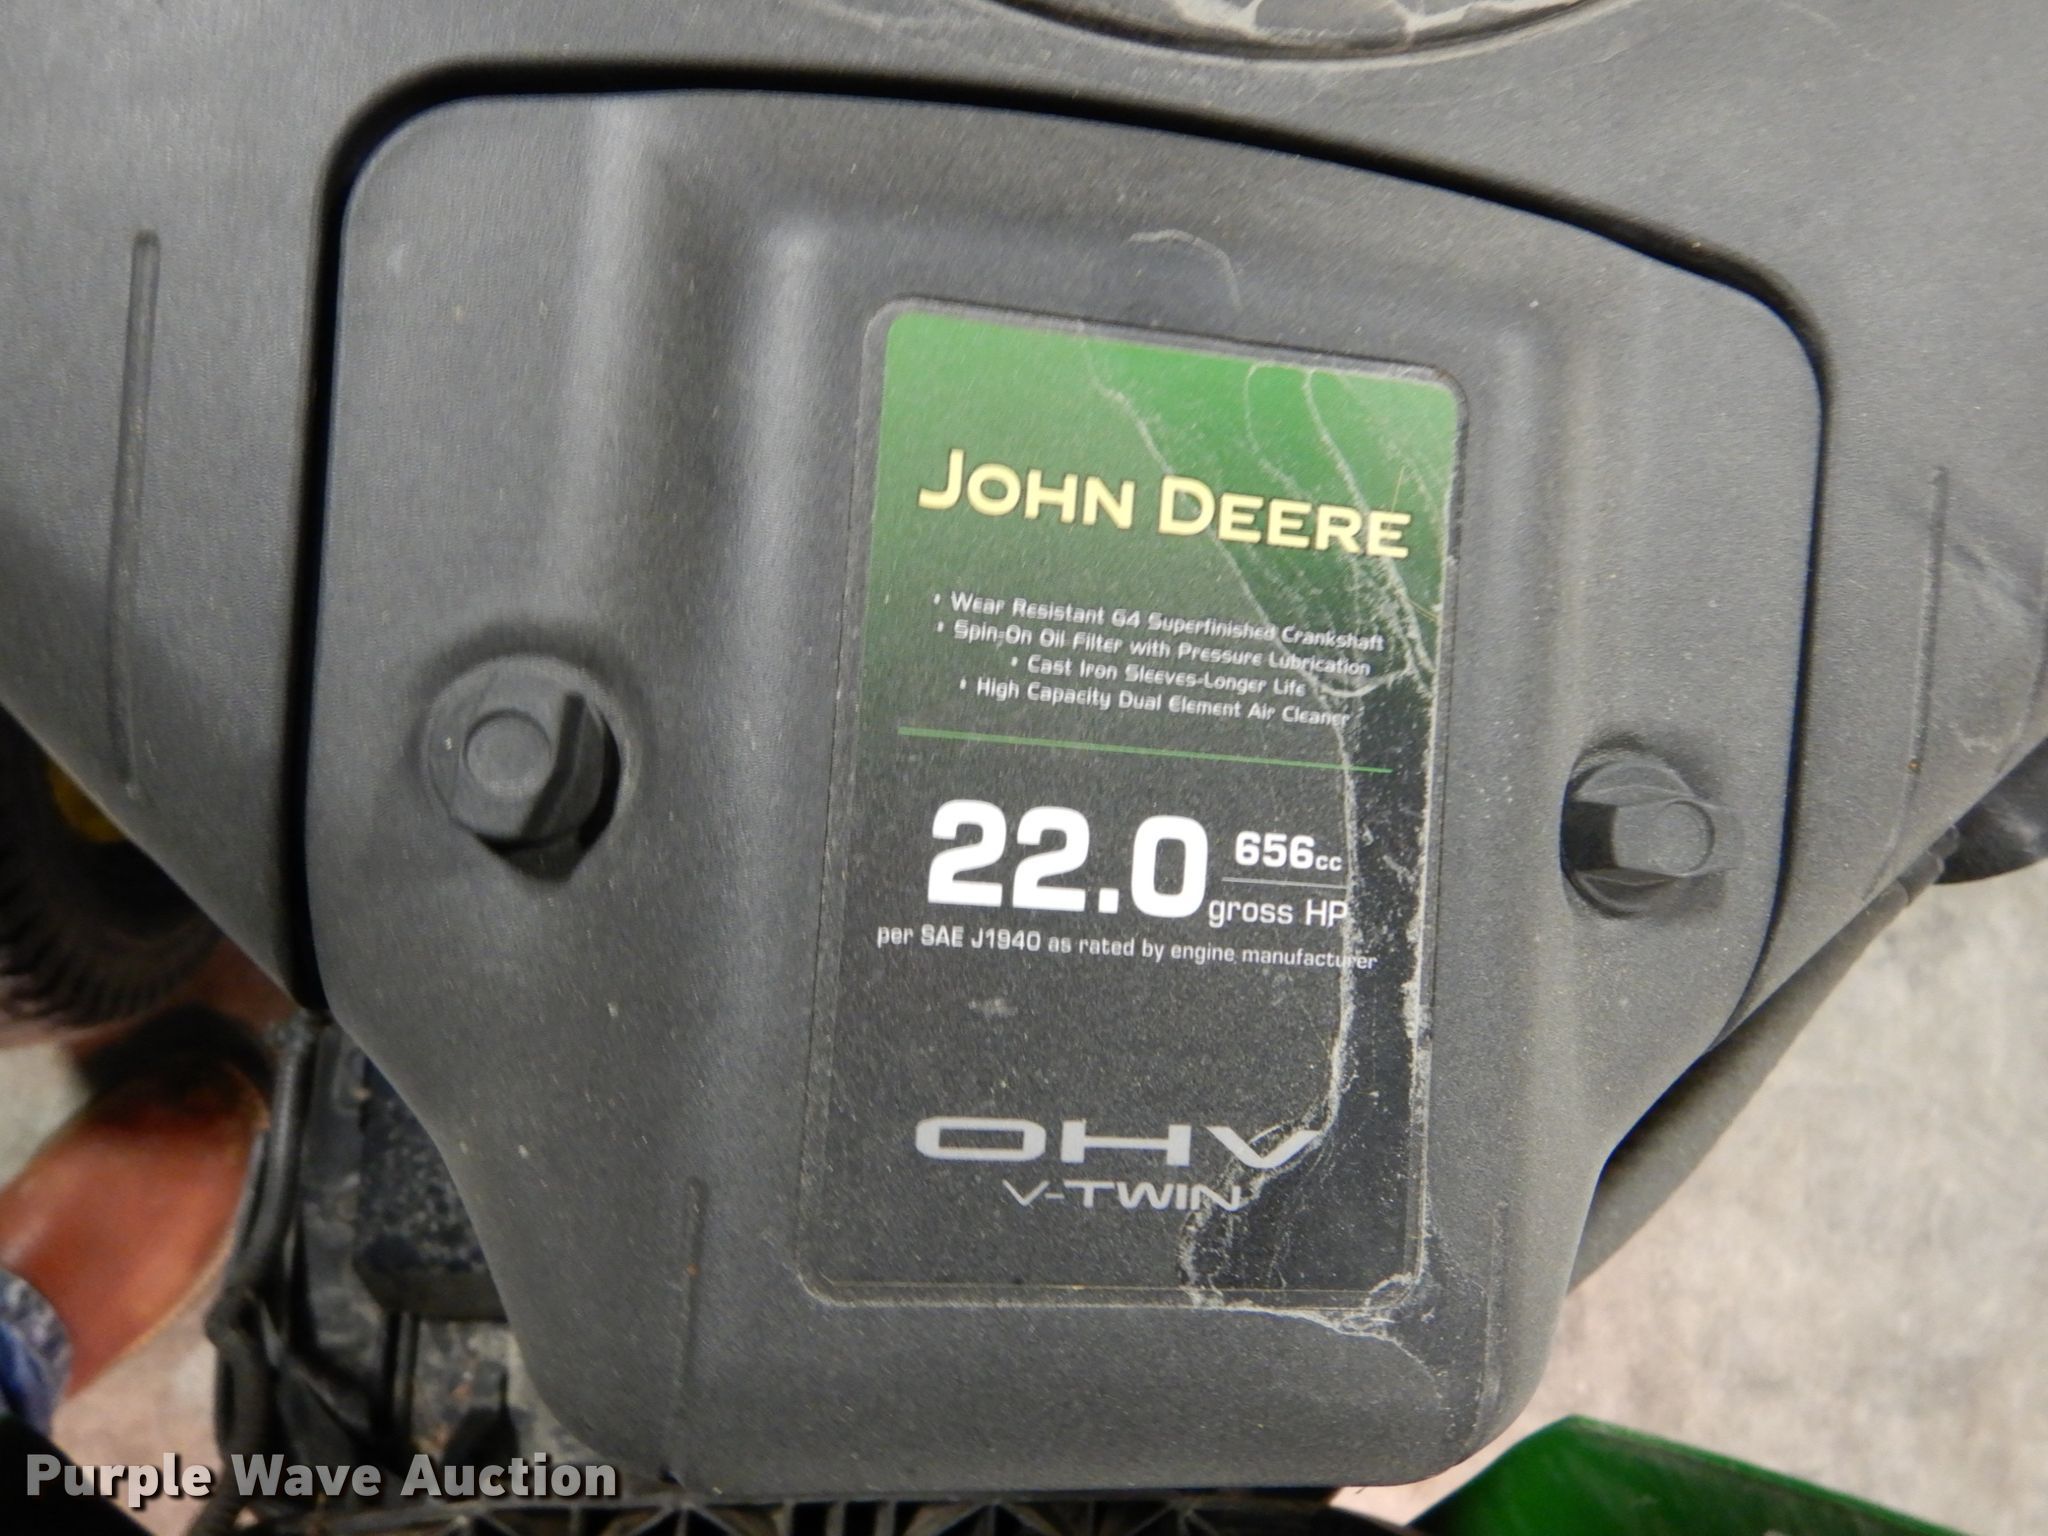 JOHN DEERE
• Wear Resistant G4 Superfinished Crankshaft
• Spin-On Oil Filter with Pressure Lubrication
• Cast Iron Sleeves-Longer Life
• High Capacity Dual Element Air Cleaner
22.0 656cc
gross HP
per SAE J1940 as rated by engine manufacturer
OHV
V-TWIN
Purple Wave Auction